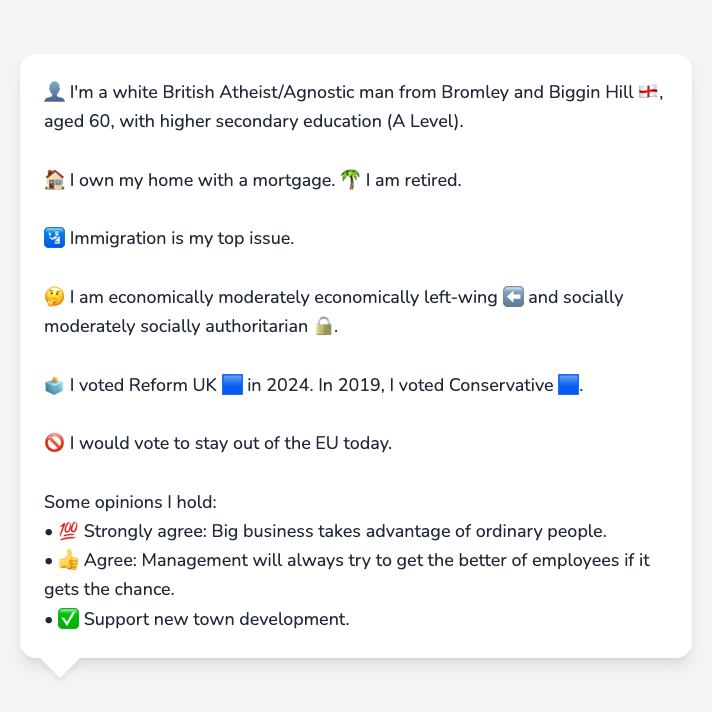 👤 I'm a white British Atheist/Agnostic man from Bromley and Biggin Hill 🏴󠁧󠁢󠁥󠁮󠁧󠁿,
aged 60, with higher secondary education (A Level).
🏠 I own my home with a mortgage. 🌴 I am retired.
🛂 Immigration is my top issue.
🤔 I am economically moderately economically left-wing ⬅️ and socially
moderately socially authoritarian 🔒.
🗳️ I voted Reform UK 🟦 in 2024. In 2019, I voted Conservative 🟦.
🚫 I would vote to stay out of the EU today.
Some opinions I hold:
• 💯 Strongly agree: Big business takes advantage of ordinary people.
• 👍 Agree: Management will always try to get the better of employees if it
gets the chance.
• ✅ Support new town development.